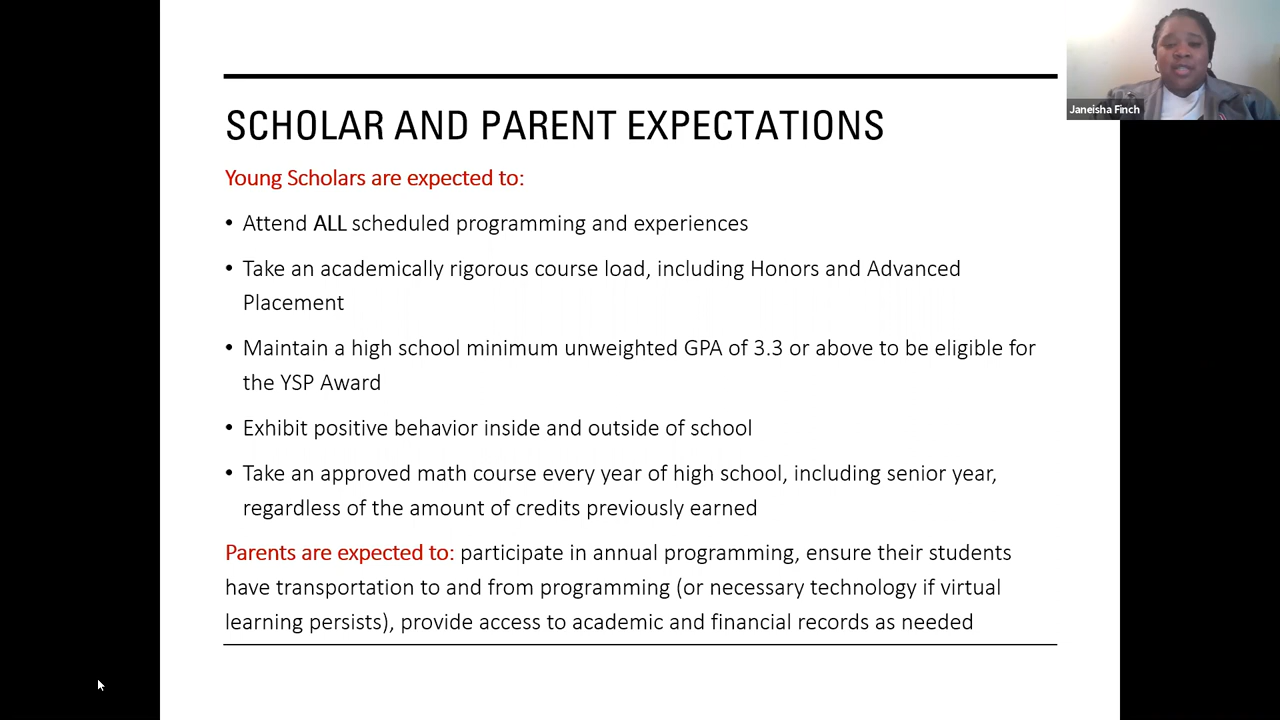 Janeisha Finch
SCHOLAR AND PARENT EXPECTATIONS
Young Scholars are expected to:
• Attend ALL scheduled programming and experiences
• Take an academically rigorous course load, including Honors and Advanced
Placement
• Maintain a high school minimum unweighted GPA of 3.3 or above to be eligible for
the YSP Award
• Exhibit positive behavior inside and outside of school
• Take an approved math course every year of high school, including senior year,
regardless of the amount of credits previously earned
Parents are expected to: participate in annual programming, ensure their students
have transportation to and from programming (or necessary technology if virtual
learning persists), provide access to academic and financial records as needed